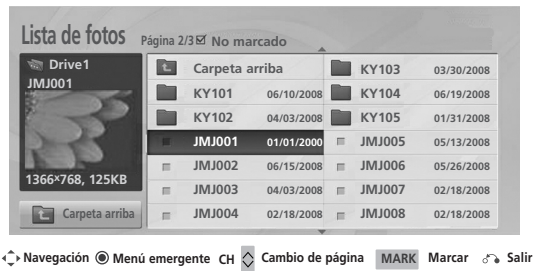 Lista de fotos Página 2/3 No marcado
Drive1
JMJ001
1366×768, 125KB
Carpeta arriba
Carpeta arriba KY103 03/30/2008
KY101 06/10/2008 KY104 06/19/2008
KY102 04/03/2008 KY105 01/31/2008
JMJ001 01/01/2000 JMJ005 05/13/2008
JMJ002 06/15/2008 JMJ006 05/26/2008
JMJ003 04/03/2008 JMJ007 02/18/2008
JMJ004 02/18/2008 JMJ008 02/18/2008
Navegación Menú emergente CH Cambio de página MARK Marcar Salir